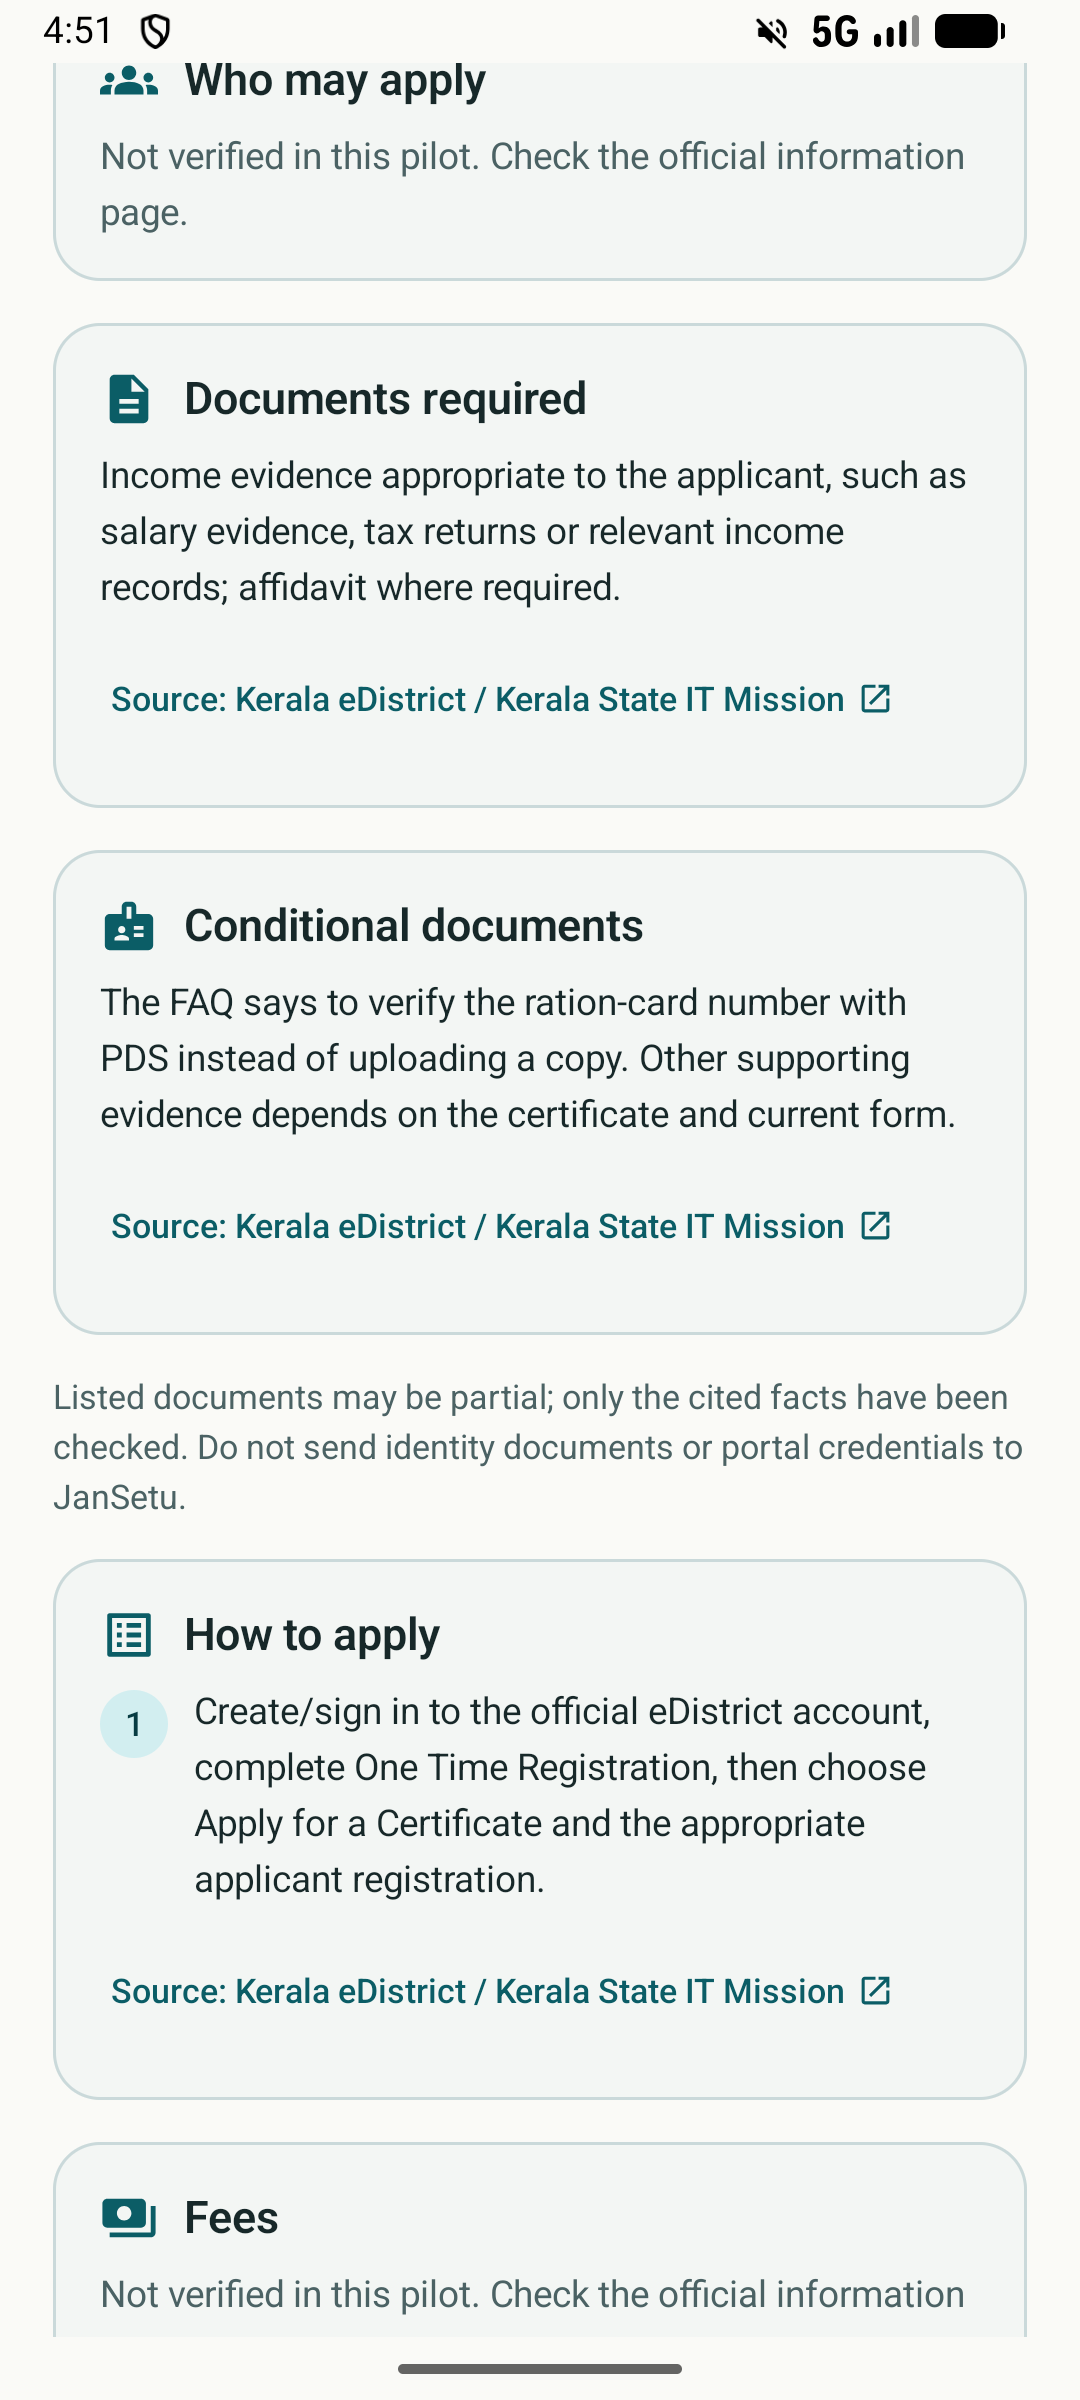 4:51
5G
Who may apply
Not verified in this pilot. Check the official information
page.
Documents required
Income evidence appropriate to the applicant, such as
salary evidence, tax returns or relevant income
records; affidavit where required.
Source: Kerala eDistrict / Kerala State IT Mission
Conditional documents
The FAQ says to verify the ration-card number with
PDS instead of uploading a copy. Other supporting
evidence depends on the certificate and current form.
Source: Kerala eDistrict / Kerala State IT Mission
Listed documents may be partial; only the cited facts have been
checked. Do not send identity documents or portal credentials to
JanSetu.
How to apply
1
Create/sign in to the official eDistrict account,
complete One Time Registration, then choose
Apply for a Certificate and the appropriate
applicant registration.
Source: Kerala eDistrict / Kerala State IT Mission
Fees
Not verified in this pilot. Check the official information